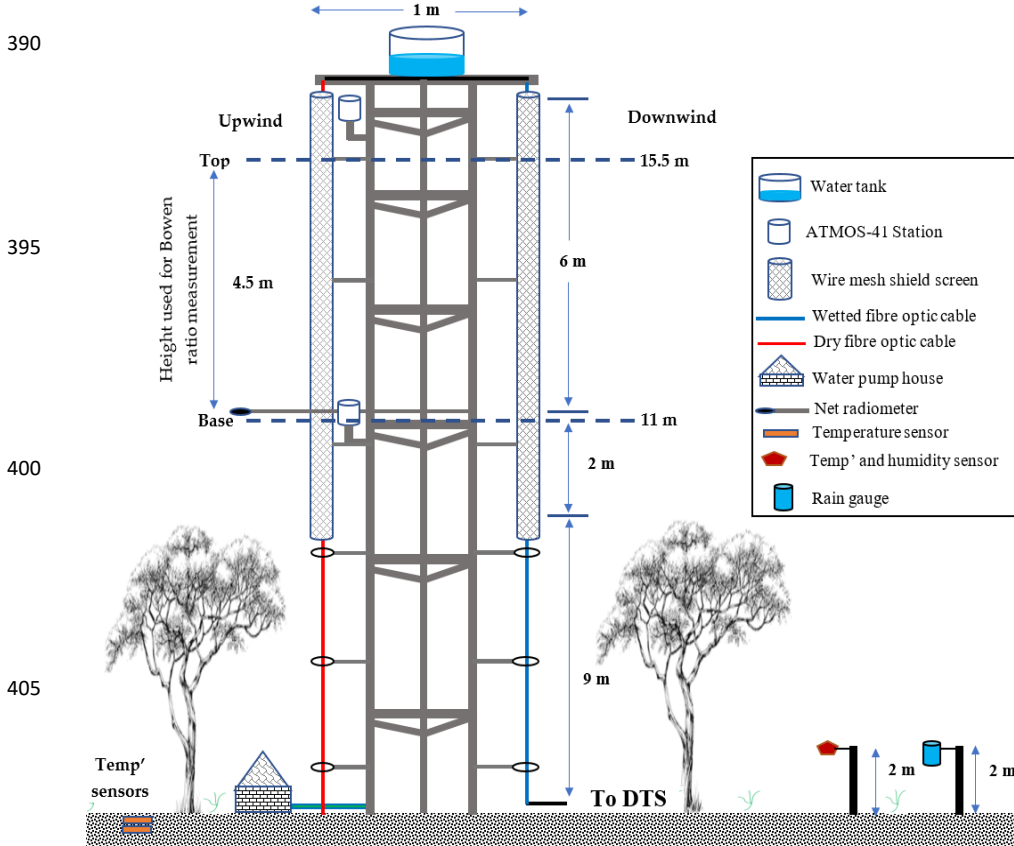 1 m
390
Upwind
Downwind
Top
15.5 m
Height used for Bowen
ratio measurement
4.5 m
395
6 m
Water tank
ATMOS-41 Station
Wire mesh shield screen
Wetted fibre optic cable
Dry fibre optic cable
Water pump house
Net radiometer
Temperature sensor
Temp’ and humidity sensor
Rain gauge
Base
11 m
400
2 m
405
9 m
Temp’
sensors
To DTS
2 m
2 m